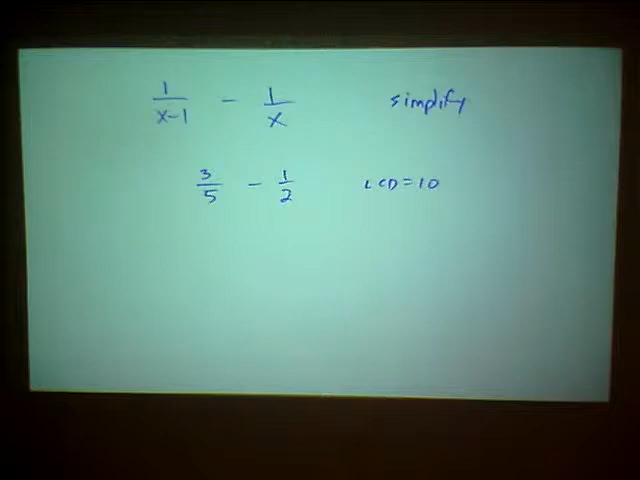 1/(x-1) - 1/x simplify
3/5 - 1/2 LCD=10